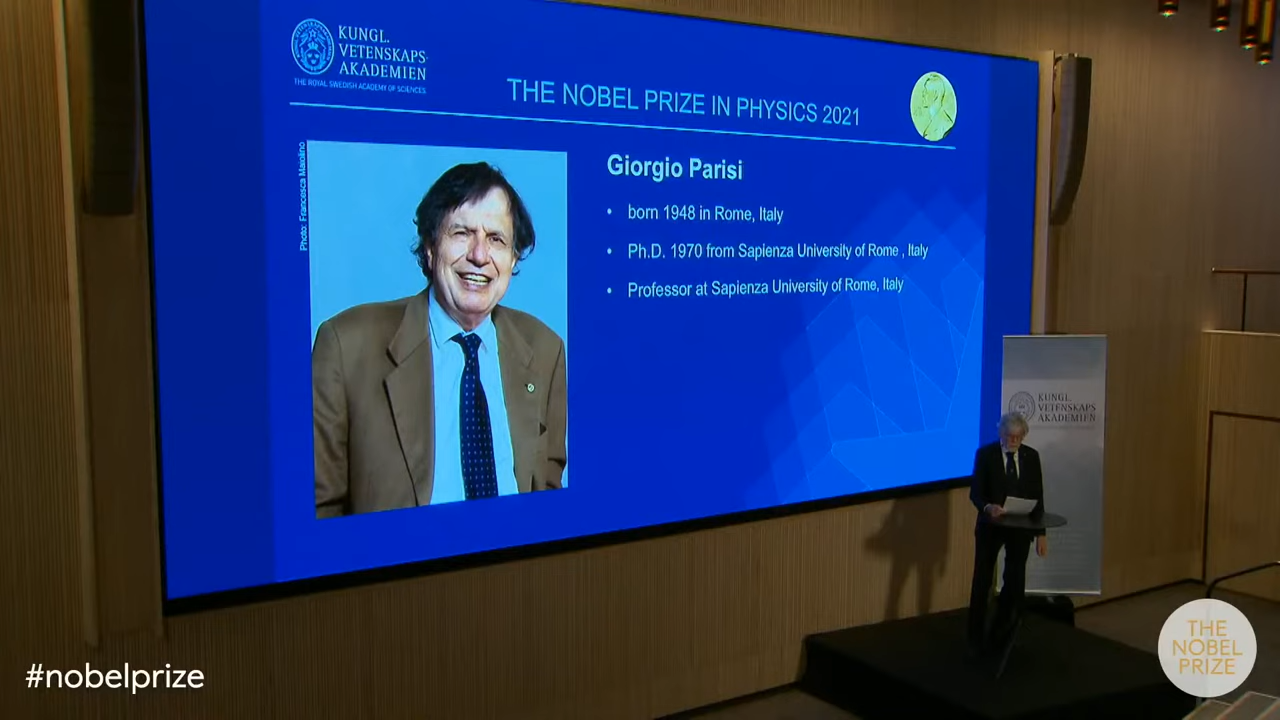 KUNGL.
VETENSKAPS-
AKADEMIEN
THE ROYAL SWEDISH ACADEMY OF SCIENCES
THE NOBEL PRIZE IN PHYSICS 2021
Photo: Francesca Maiolino
Giorgio Parisi
• born 1948 in Rome, Italy
• Ph.D. 1970 from Sapienza University of Rome , Italy
• Professor at Sapienza University of Rome, Italy
KUNGL.
VETENSKAPS
AKADEMIEN
#nobelprize
THE
NOBEL
PRIZE